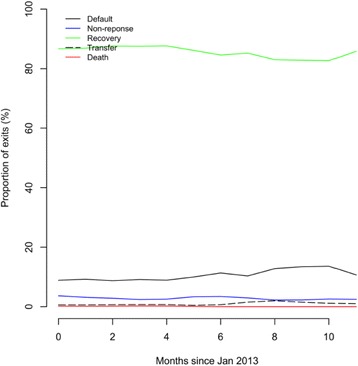 Default
Non-reponse
Recovery
Transfer
Death
Proportion of exits (%)
100
80
60
40
20
0
0 2 4 6 8 10
Months since Jan 2013